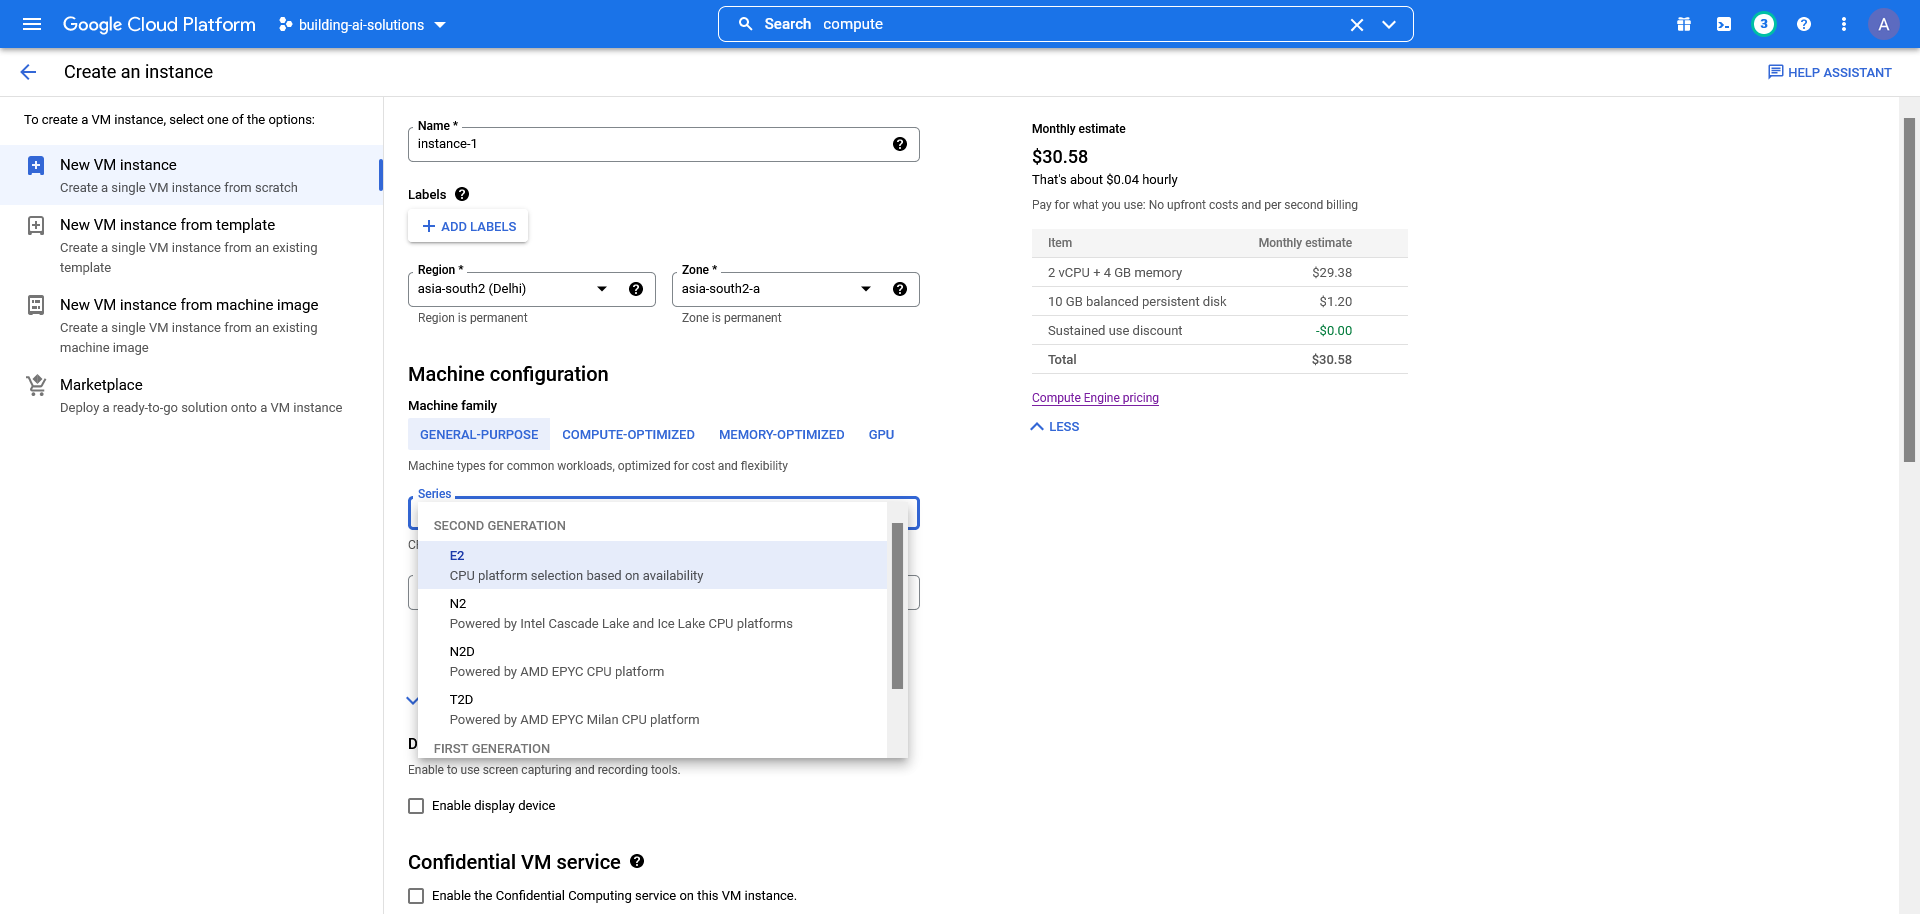 Google Cloud Platform
building-ai-solutions
Search compute
3
A
Create an instance
HELP ASSISTANT
To create a VM instance, select one of the options:
New VM instance
Create a single VM instance from scratch
New VM instance from template
Create a single VM instance from an existing
template
New VM instance from machine image
Create a single VM instance from an existing
machine image
Marketplace
Deploy a ready-to-go solution onto a VM instance
Name *
instance-1
Labels
ADD LABELS
Region *
asia-south2 (Delhi)
Region is permanent
Zone *
asia-south2-a
Zone is permanent
Machine configuration
Machine family
GENERAL-PURPOSE COMPUTE-OPTIMIZED MEMORY-OPTIMIZED GPU
Machine types for common workloads, optimized for cost and flexibility
Series
SECOND GENERATION
E2
CPU platform selection based on availability
N2
Powered by Intel Cascade Lake and Ice Lake CPU platforms
N2D
Powered by AMD EPYC CPU platform
T2D
Powered by AMD EPYC Milan CPU platform
FIRST GENERATION
D
Enable to use screen capturing and recording tools.
Enable display device
Confidential VM service
Enable the Confidential Computing service on this VM instance.
Monthly estimate
$30.58
That's about $0.04 hourly
Pay for what you use: No upfront costs and per second billing
Item Monthly estimate
2 vCPU + 4 GB memory $29.38
10 GB balanced persistent disk $1.20
Sustained use discount -$0.00
Total $30.58
Compute Engine pricing
LESS